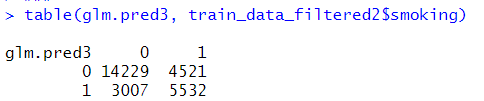 > table(glm.pred3, train_data_filtered2$smoking)
glm.pred3 0 1
0 14229 4521
1 3007 5532